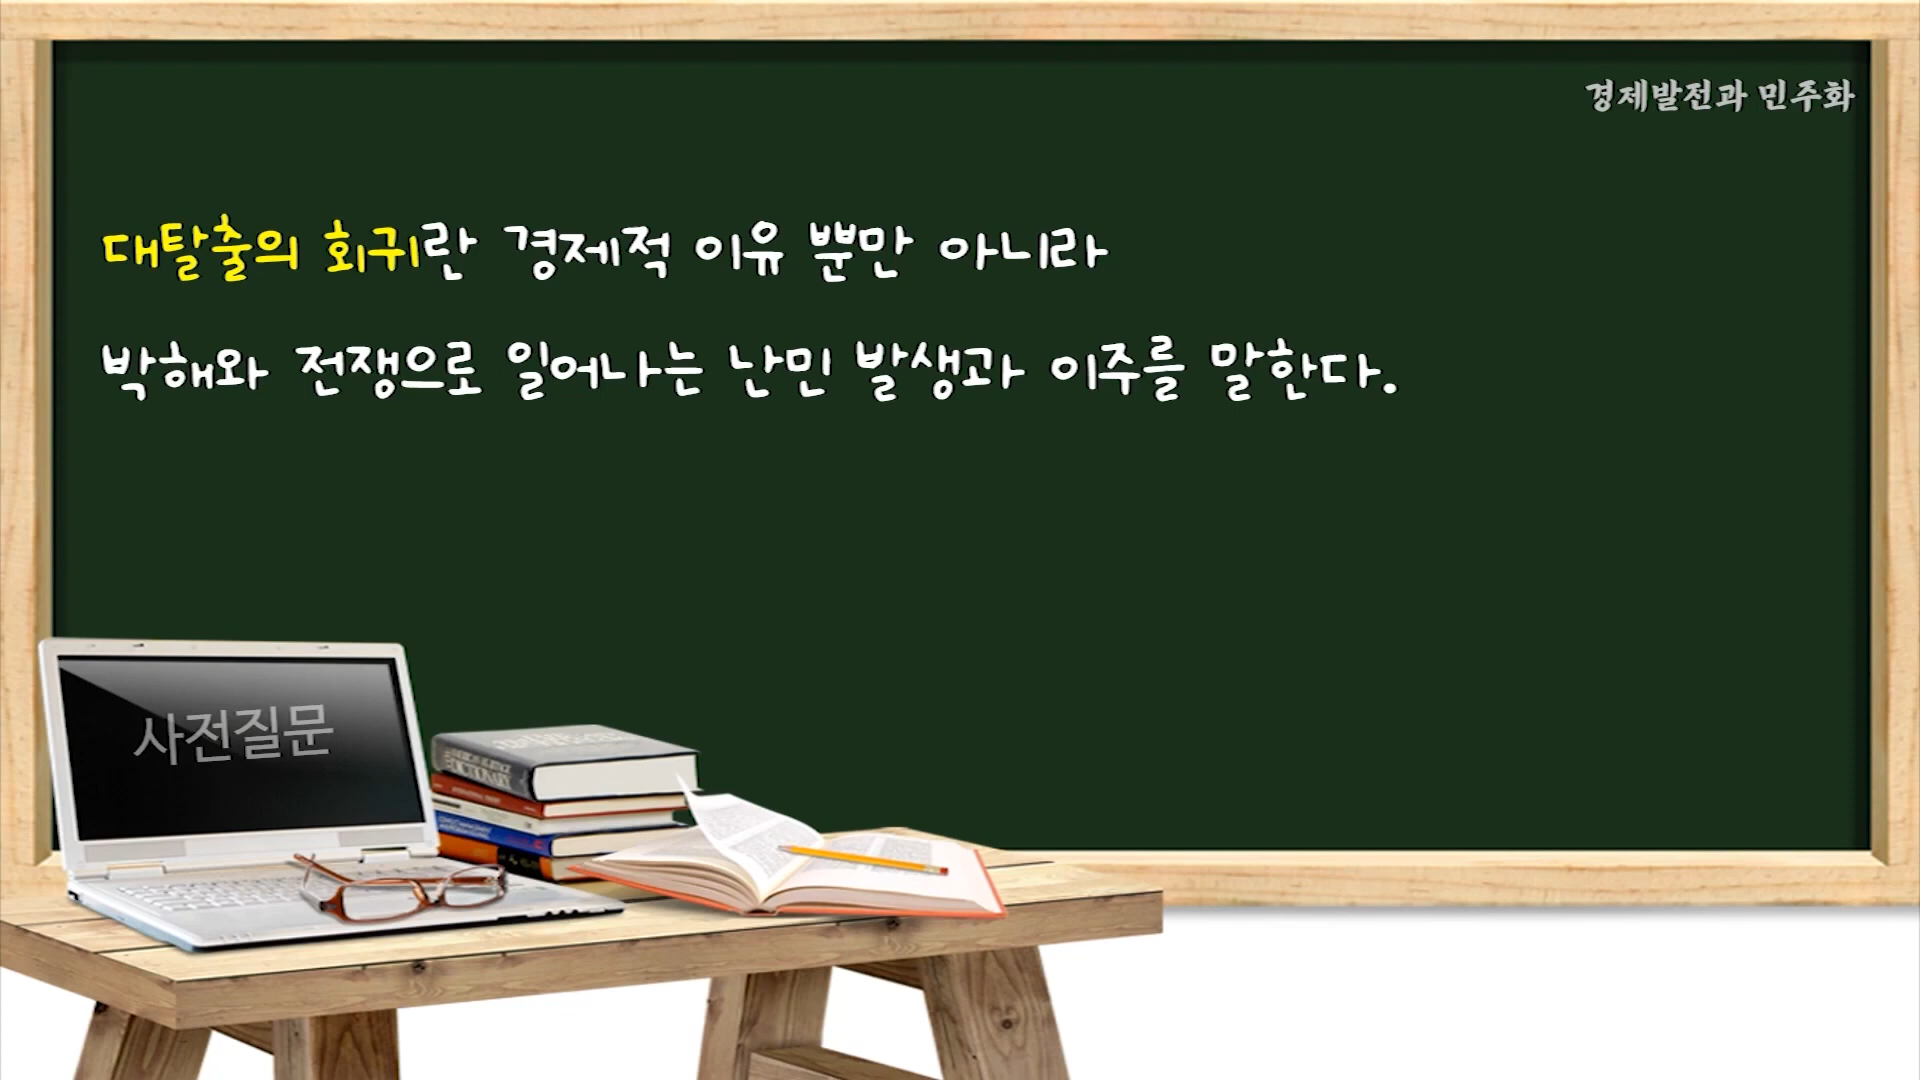 경제발전과 민주화
대탈출의 회귀란 경제적 이유 뿐만 아니라
박해와 전쟁으로 일어나는 난민 발생과 이주를 말한다.
사전질문